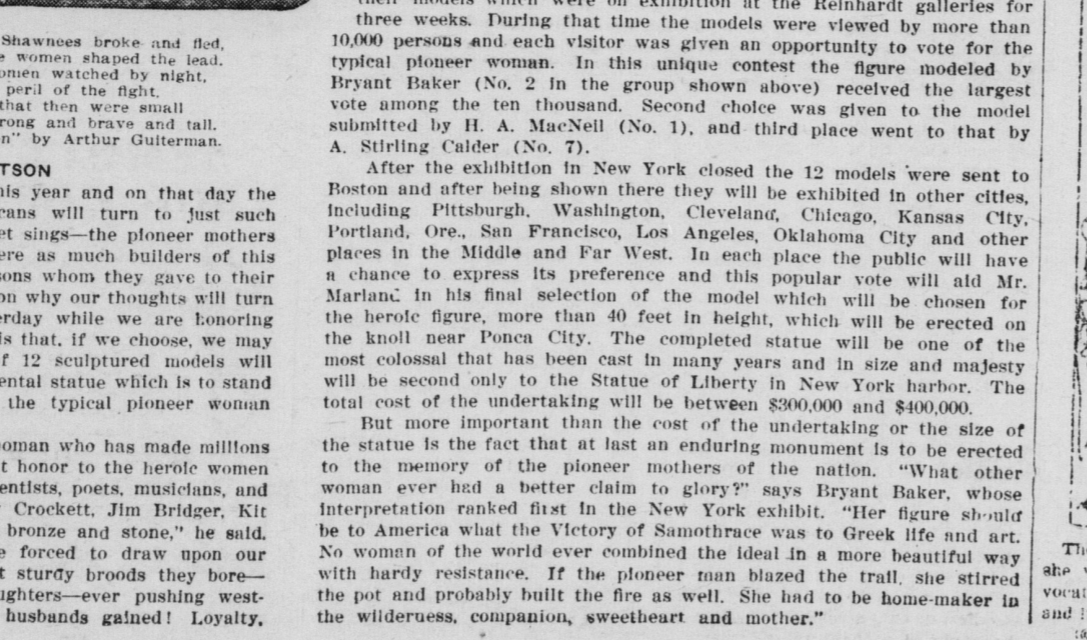 Shawnees broke and fled,
women shaped the lead.
women watched by night,
peril of the fight,
that then were small
rong and brave and tall.
n" by Arthur Guiterman.
TSON
his year and on that day the
cans will turn to just such
et sings—the pioneer mothers
ere as much builders of this
sons whom they gave to their
on why our thoughts will turn
erday while we are honoring
is that, if we choose, we may
f 12 sculptured models will
ental statue which is to stand
the typical pioneer woman
oman who has made millions
t honor to the heroic women
entists, poets, musicians, and
Crockett, Jim Bridger, Kit
bronze and stone," he said.
e forced to draw upon our
t sturdy broods they bore—
ughters—ever pushing west-
husbands gained! Loyalty,
their models which were on exhibition at the Reinhardt galleries for
three weeks. During that time the models were viewed by more than
10,000 persons and each visitor was given an opportunity to vote for the
typical pioneer woman. In this unique contest the figure modeled by
Bryant Baker (No. 2 in the group shown above) received the largest
vote among the ten thousand. Second choice was given to the model
submitted by H. A. MacNeil (No. 1), and third place went to that by
A. Stirling Calder (No. 7).
After the exhibition in New York closed the 12 models were sent to
Boston and after being shown there they will be exhibited in other cities,
including Pittsburgh, Washington, Cleveland, Chicago, Kansas City,
Portland, Ore., San Francisco, Los Angeles, Oklahoma City and other
places in the Middle and Far West. In each place the public will have
a chance to express its preference and this popular vote will aid Mr.
Marland in his final selection of the model which will be chosen for
the heroic figure, more than 40 feet in height, which will be erected on
the knoll near Ponca City. The completed statue will be one of the
most colossal that has been cast in many years and in size and majesty
will be second only to the Statue of Liberty in New York harbor. The
total cost of the undertaking will be between $300,000 and $400,000.
But more important than the cost of the undertaking or the size of
the statue is the fact that at last an enduring monument is to be erected
to the memory of the pioneer mothers of the nation. "What other
woman ever had a better claim to glory?" says Bryant Baker, whose
interpretation ranked first in the New York exhibit. "Her figure should
be to America what the Victory of Samothrace was to Greek life and art.
No woman of the world ever combined the ideal in a more beautiful way
with hardy resistance. If the pioneer man blazed the trail, she stirred
the pot and probably built the fire as well. She had to be home-maker in
the wilderness, companion, sweetheart and mother."
Th
she
voca
and